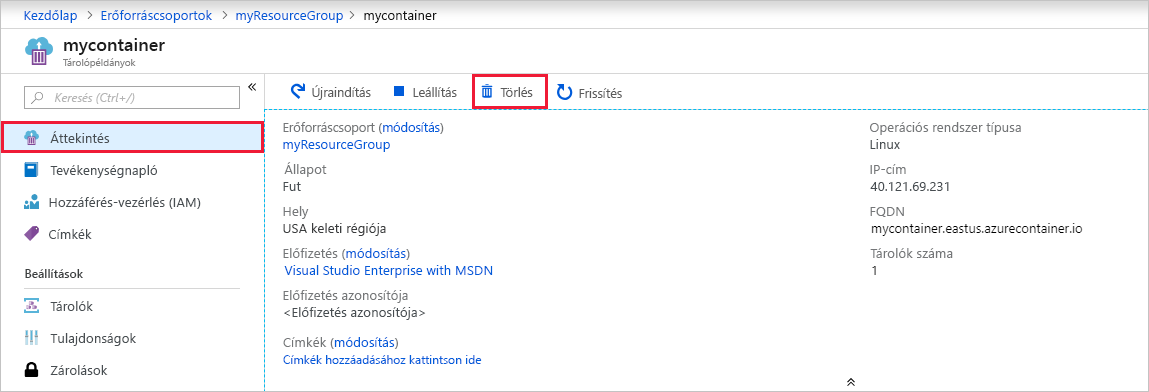 Kezdőlap > Erőforráscsoportok > myResourceGroup > mycontainer
mycontainer
Tárolópéldányok
Keresés (Ctrl+/)
«
Áttekintés
Tevékenységnapló
Hozzáférés-vezérlés (IAM)
Címkék
Beállítások
Tárolók
Tulajdonságok
Zárolások
Újraindítás Leállítás Törlés Frissítés
Erőforráscsoport (módosítás)
myResourceGroup
Állapot
Fut
Hely
USA keleti régiója
Előfizetés (módosítás)
Visual Studio Enterprise with MSDN
Előfizetés azonosítója
<Előfizetés azonosítója>
Címkék (módosítás)
Címkék hozzáadásához kattintson ide
Operációs rendszer típusa
Linux
IP-cím
40.121.69.231
FQDN
mycontainer.eastus.azurecontainer.io
Tárolók száma
1